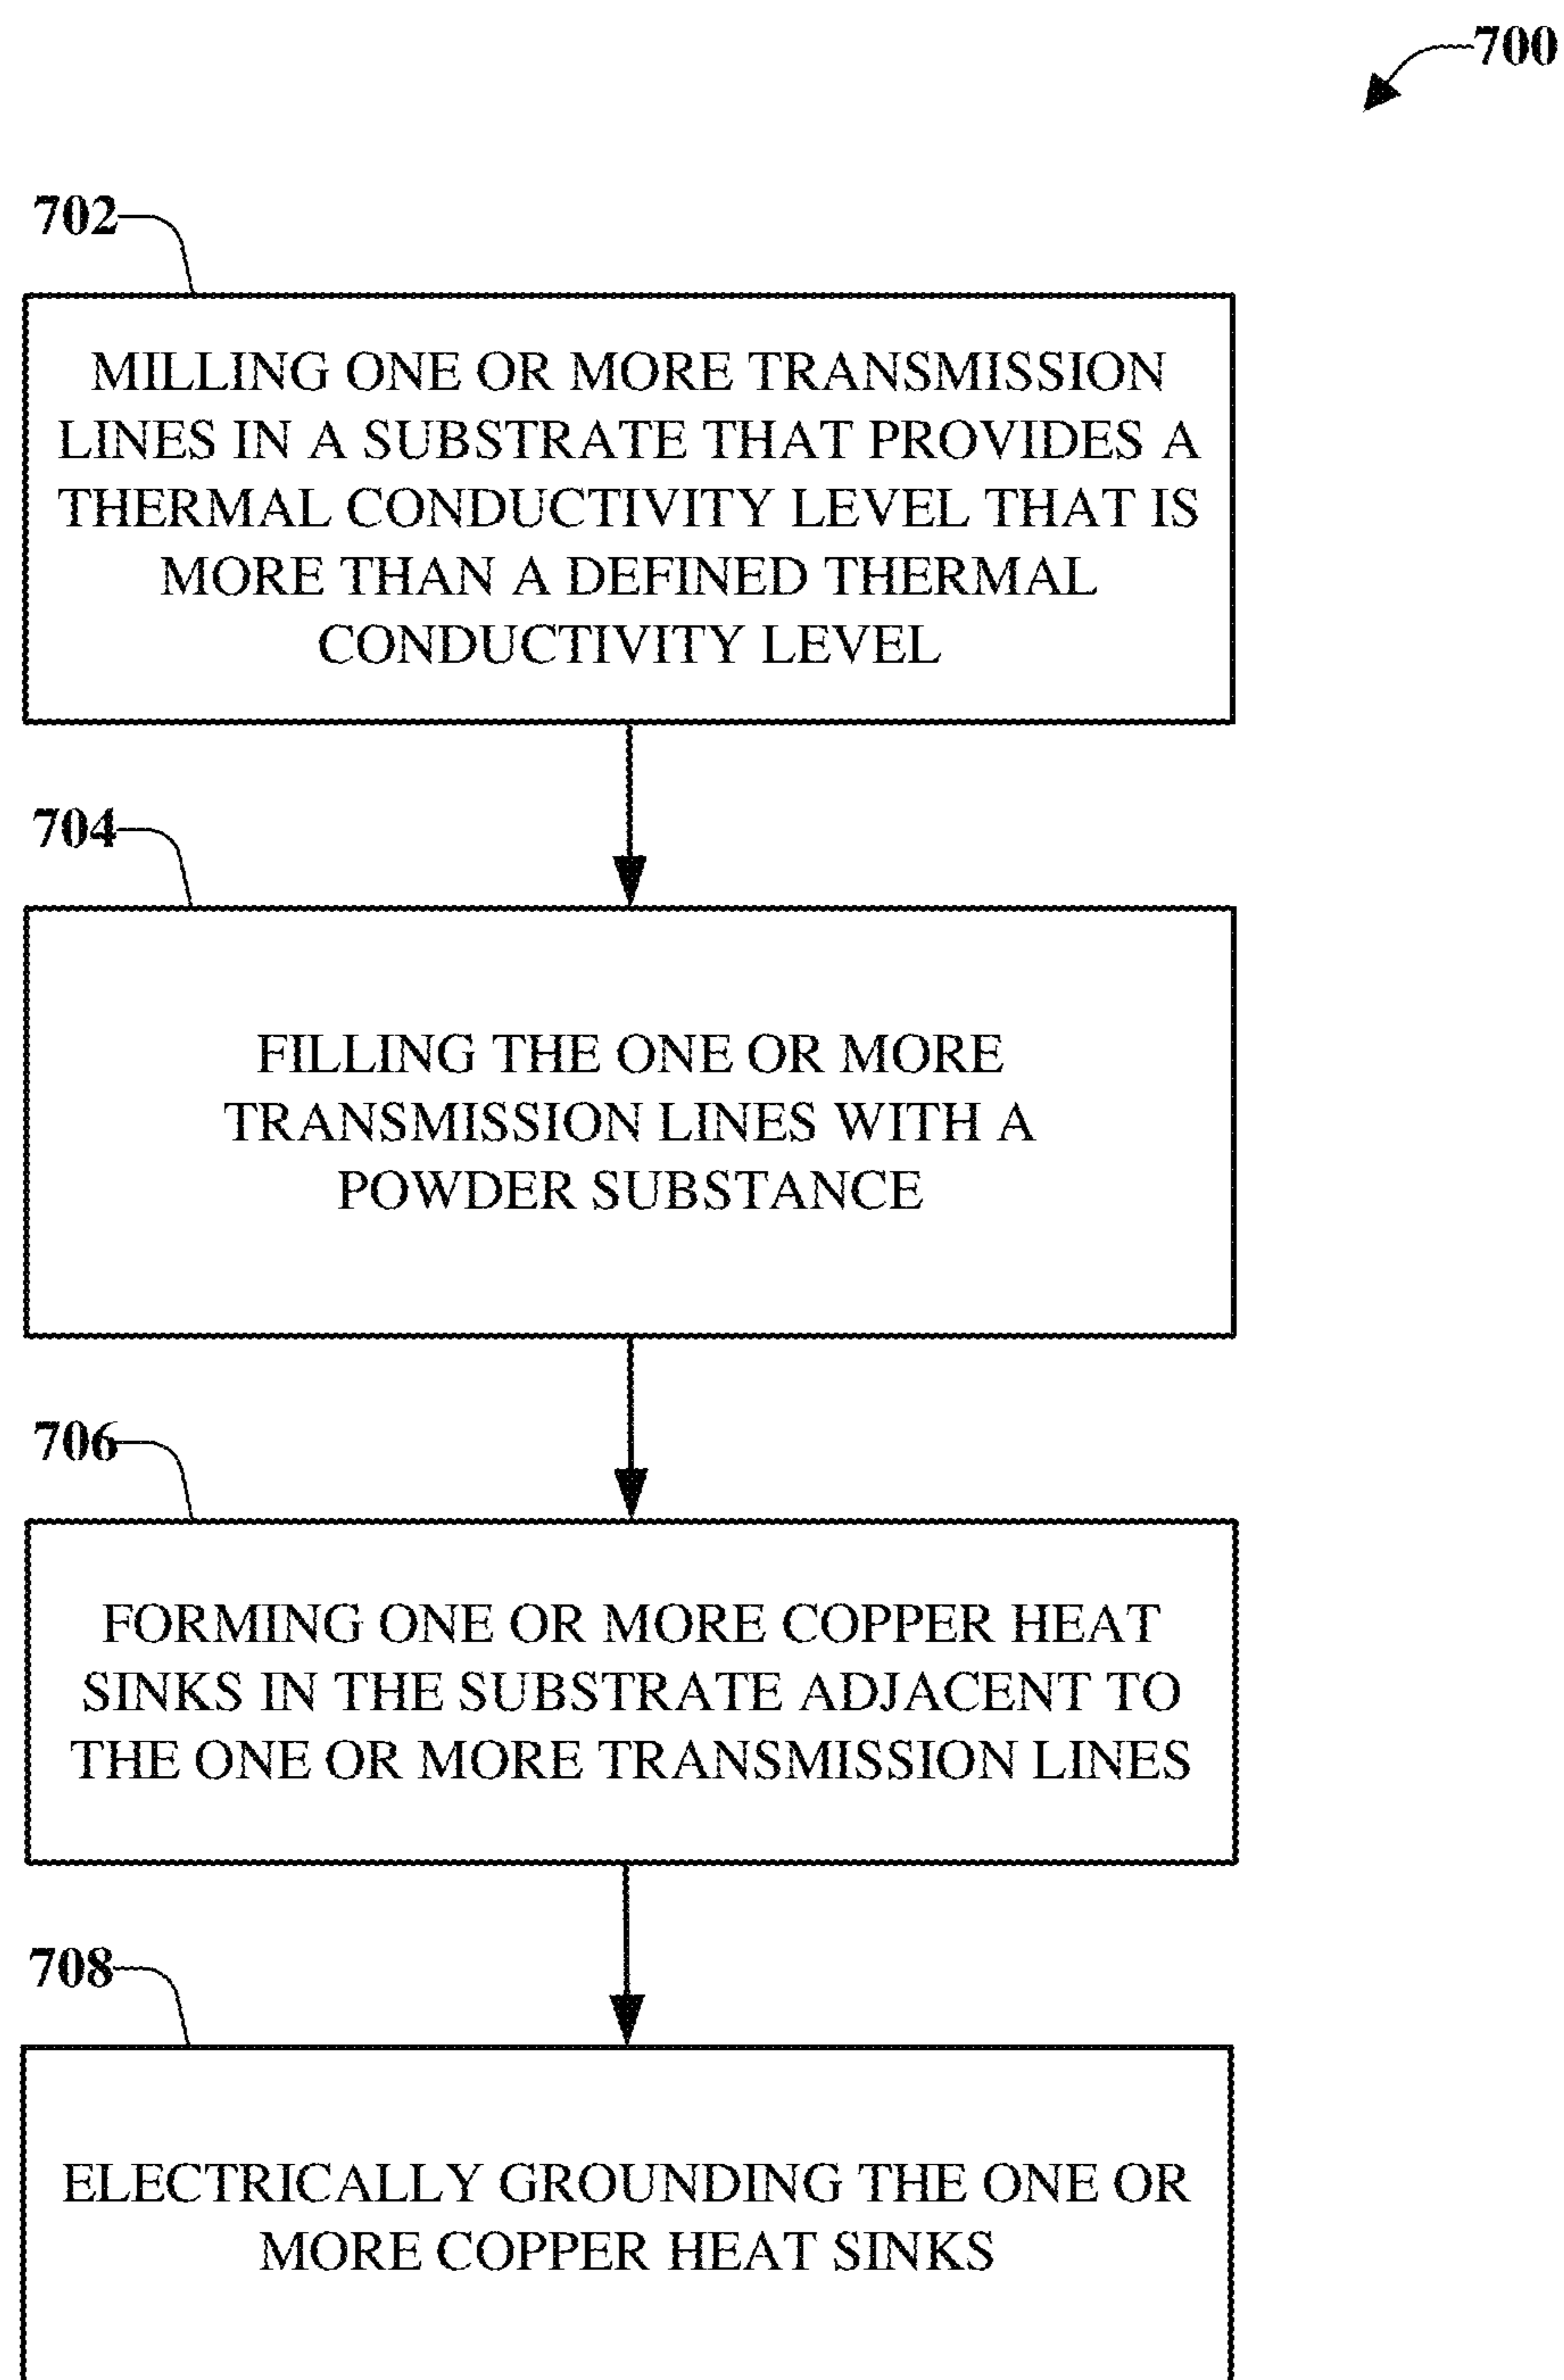 700
702
MILLING ONE OR MORE TRANSMISSION
LINES IN A SUBSTRATE THAT PROVIDES A
THERMAL CONDUCTIVITY LEVEL THAT IS
MORE THAN A DEFINED THERMAL
CONDUCTIVITY LEVEL
704
FILLING THE ONE OR MORE
TRANSMISSION LINES WITH A
POWDER SUBSTANCE
706
FORMING ONE OR MORE COPPER HEAT
SINKS IN THE SUBSTRATE ADJACENT TO
THE ONE OR MORE TRANSMISSION LINES
708
ELECTRICALLY GROUNDING THE ONE OR
MORE COPPER HEAT SINKS